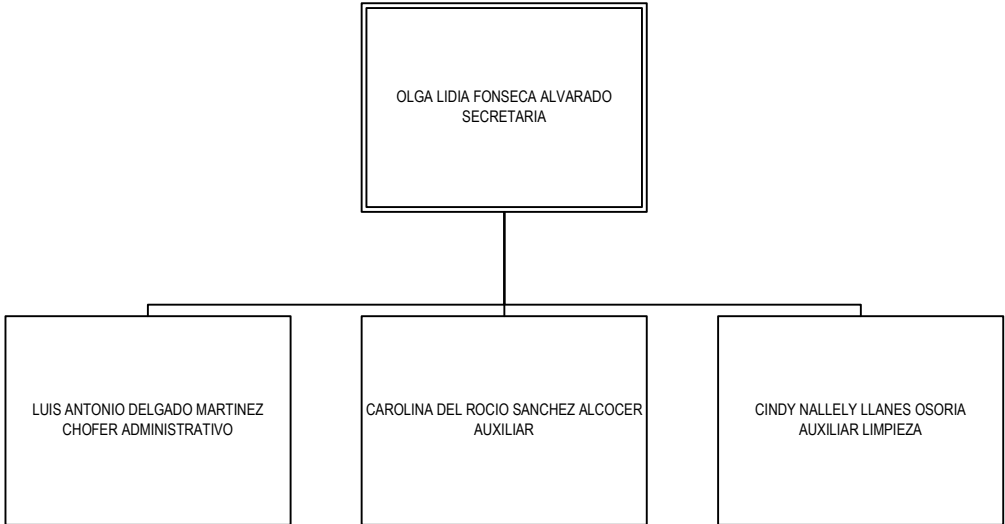 OLGA LIDIA FONSECA ALVARADO
SECRETARIA
LUIS ANTONIO DELGADO MARTINEZ
CHOFER ADMINISTRATIVO
CAROLINA DEL ROCIO SANCHEZ ALCOCER
AUXILIAR
CINDY NALLELY LLANES OSORIA
AUXILIAR LIMPIEZA